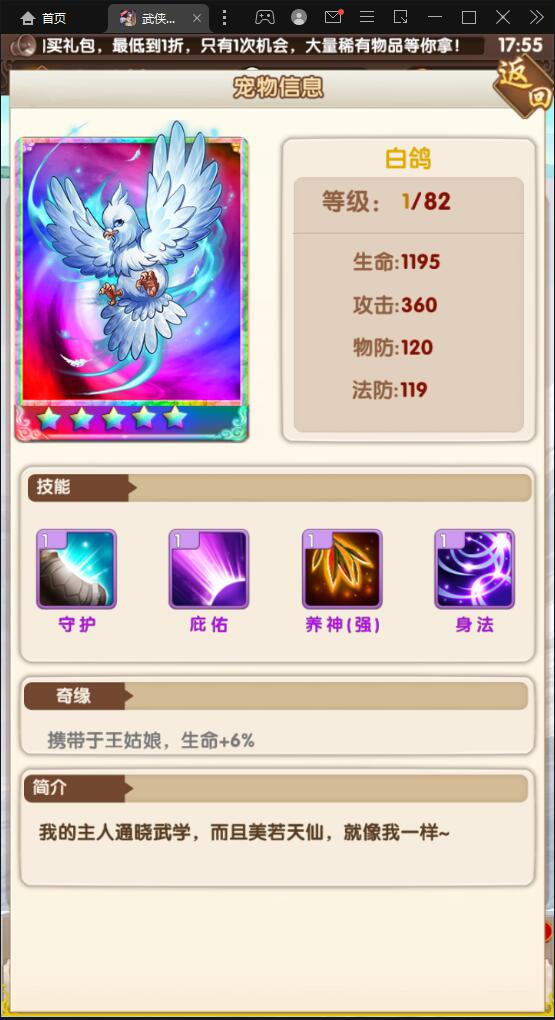 首页
武侠...
购买礼包，最低到1折，只有1次机会，大量稀有物品等你拿！
17:55
宠物信息
返回
白鸽
等级：1/82
生命:1195
攻击:360
物防:120
法防:119
技能
1
1
1
1
守护
庇佑
养神(强)
身法
奇缘
携带于王姑娘，生命+6%
简介
我的主人通晓武学，而且美若天仙，就像我一样~